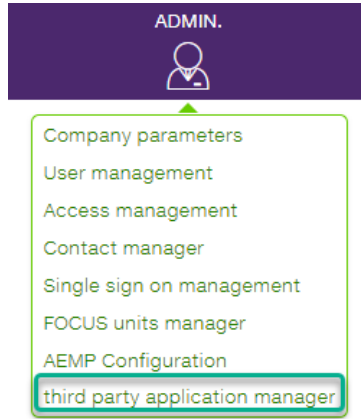 ADMIN.
Company parameters
User management
Access management
Contact manager
Single sign on management
FOCUS units manager
AEMP Configuration
third party application manager